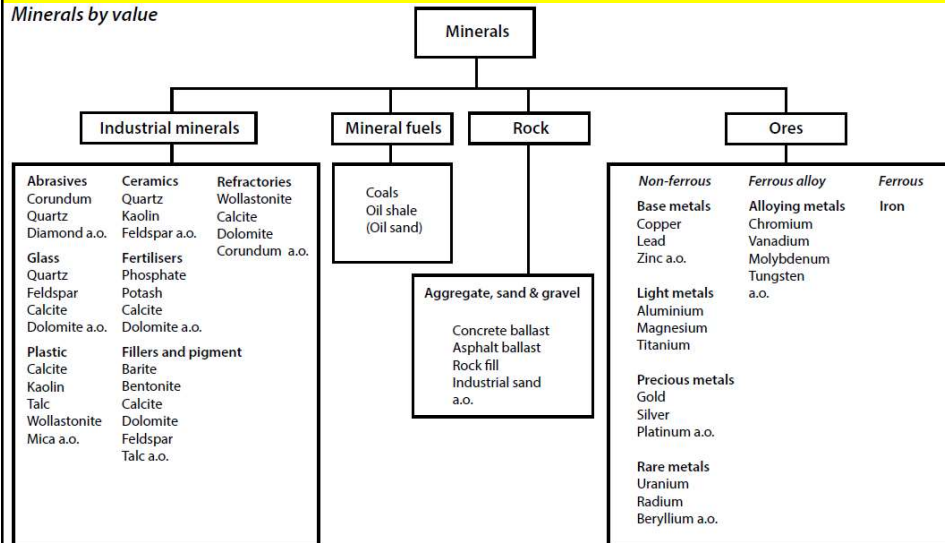 Minerals by value
Minerals
Industrial minerals
Mineral fuels
Rock
Ores
Abrasives
Corundum
Quartz
Diamond a.o.
Glass
Quartz
Feldspar
Calcite
Dolomite a.o.
Plastic
Calcite
Kaolin
Talc
Wollastonite
Mica a.o.
Ceramics
Quartz
Kaolin
Feldspar a.o.
Fertilisers
Phosphate
Potash
Calcite
Dolomite a.o.
Fillers and pigment
Barite
Bentonite
Calcite
Dolomite
Feldspar
Talc a.o.
Refractories
Wollastonite
Calcite
Dolomite
Corundum a.o.
Coals
Oil shale
(Oil sand)
Aggregate, sand & gravel
Concrete ballast
Asphalt ballast
Rock fill
Industrial sand
a.o.
Non-ferrous
Base metals
Copper
Lead
Zinc a.o.
Light metals
Aluminium
Magnesium
Titanium
Precious metals
Gold
Silver
Platinum a.o.
Rare metals
Uranium
Radium
Beryllium a.o.
Ferrous alloy
Alloying metals
Chromium
Vanadium
Molybdenum
Tungsten
a.o.
Ferrous
Iron